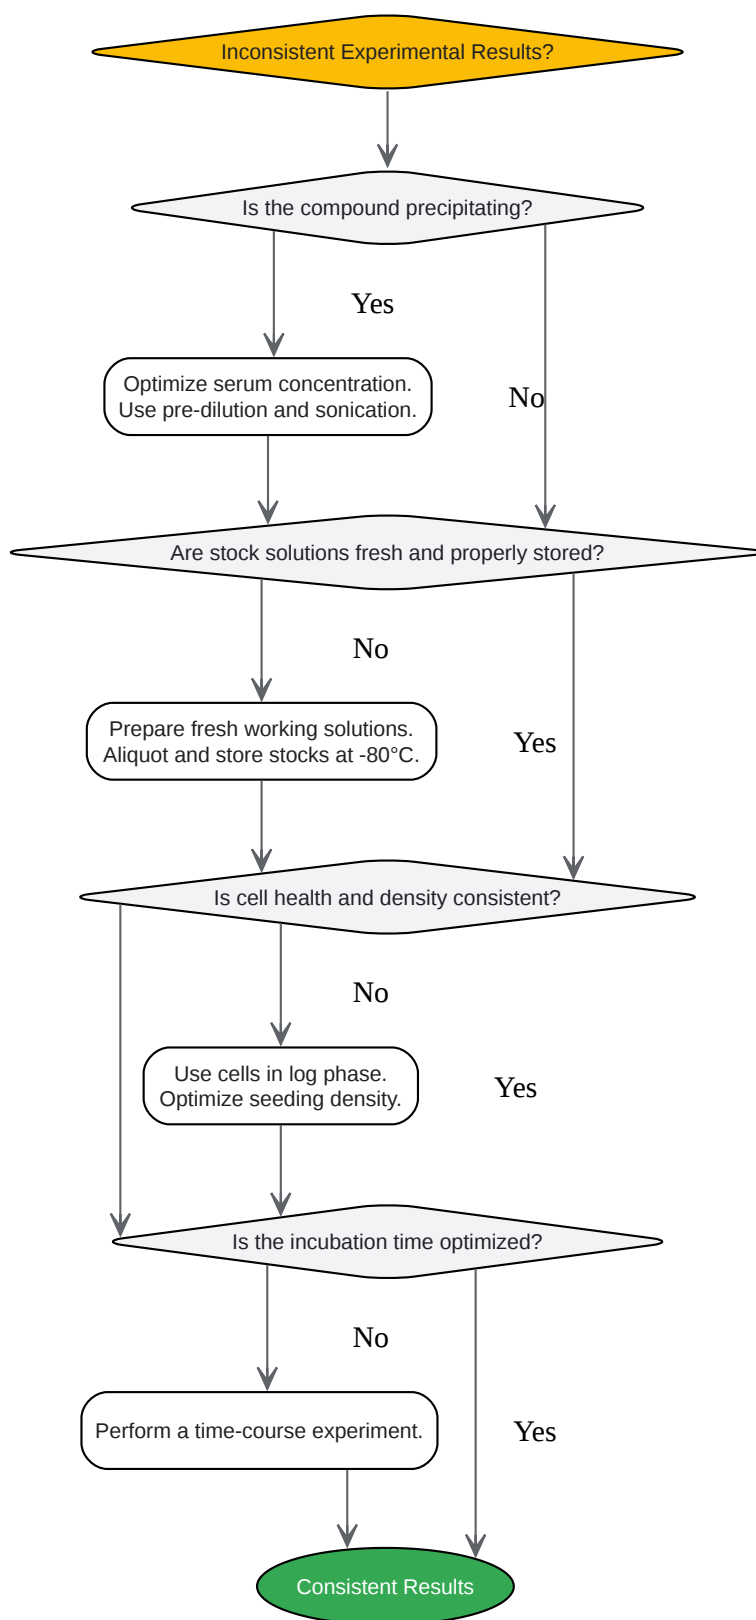 Inconsistent Experimental Results?
Is the compound precipitating?
Yes
Optimize serum concentration.
Use pre-dilution and sonication.
No
Are stock solutions fresh and properly stored?
No
Prepare fresh working solutions.
Aliquot and store stocks at -80°C.
Yes
Is cell health and density consistent?
No
Use cells in log phase.
Optimize seeding density.
Yes
Is the incubation time optimized?
No
Perform a time-course experiment.
Yes
Consistent Results